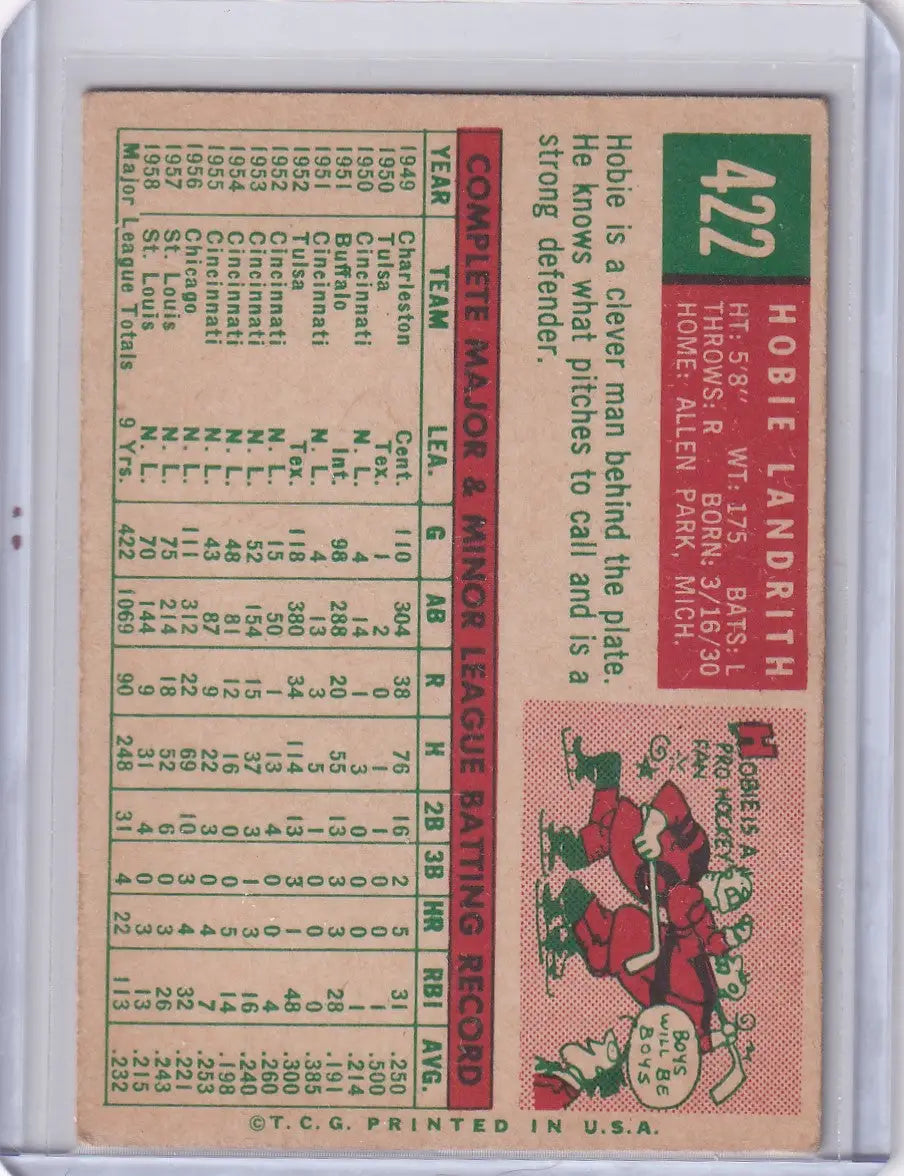 422
HOBIE LANDRITH
HT: 5'8" WT: 175 BATS: L
THROWS: R BORN: 3/16/30
HOME: ALLEN PARK, MICH.
Hobie is a clever man behind the plate.
He knows what pitches to call and is a
strong defender.
HOBIE IS A
PRO HOCKEY
FAN
BOYS
WILL BE
BOYS
COMPLETE MAJOR & MINOR LEAGUE BATTING RECORD
YEAR TEAM LEA. G AB R H 2B 3B HR RBI AVG.
1949 Charleston Cent. 110 304 38 76 16 2 5 31 .250
1950 Tulsa Tex. 1 2 0 1 1 0 0 1 .500
1950 Cincinnati N. L. 4 14 1 3 0 0 0 1 .214
1951 Buffalo Int. 98 288 20 55 13 3 3 28 .191
1951 Cincinnati N. L. 4 13 3 5 1 0 0 0 .385
1952 Tulsa Tex. 118 380 34 114 13 3 1 48 .300
1952 Cincinnati N. L. 15 50 1 13 4 0 0 4 .260
1953 Cincinnati N. L. 52 154 15 37 3 1 3 16 .240
1954 Cincinnati N. L. 48 81 12 16 0 0 5 14 .198
1955 Cincinnati N. L. 43 87 9 22 3 0 4 7 .253
1956 Chicago N. L. 111 312 22 69 10 3 4 32 .221
1957 St. Louis N. L. 75 214 18 52 6 0 3 26 .243
1958 St. Louis N. L. 70 144 9 31 4 0 3 13 .215
Major League Totals 9 Yrs. 422 1069 90 248 31 4 22 113 .232
©T.C.G. PRINTED IN U.S.A.